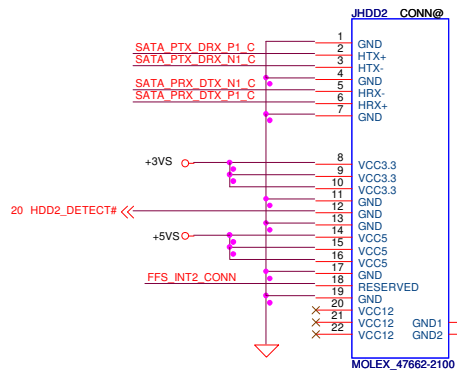 JHDD2 CONN@
1 GND
SATA_PTX_DRX_P1_C 2 HTX+
SATA_PTX_DRX_N1_C 3 HTX-
4 GND
SATA_PRX_DTX_N1_C 5 HRX-
SATA_PRX_DTX_P1_C 6 HRX+
7 GND
+3VS 8 VCC3.3
9 VCC3.3
10 VCC3.3
11 GND
20 HDD2_DETECT# 12 GND
13 GND
+5VS 14 VCC5
15 VCC5
16 VCC5
17 GND
FFS_INT2_CONN 18 RESERVED
19 GND
20 VCC12
21 VCC12 GND1
22 VCC12 GND2
MOLEX_47662-2100